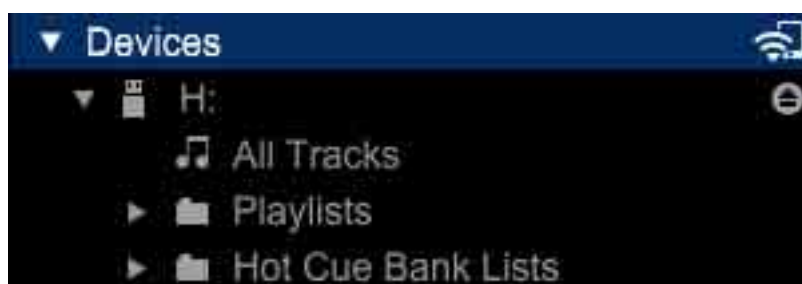 Devices
H:
All Tracks
Playlists
Hot Cue Bank Lists